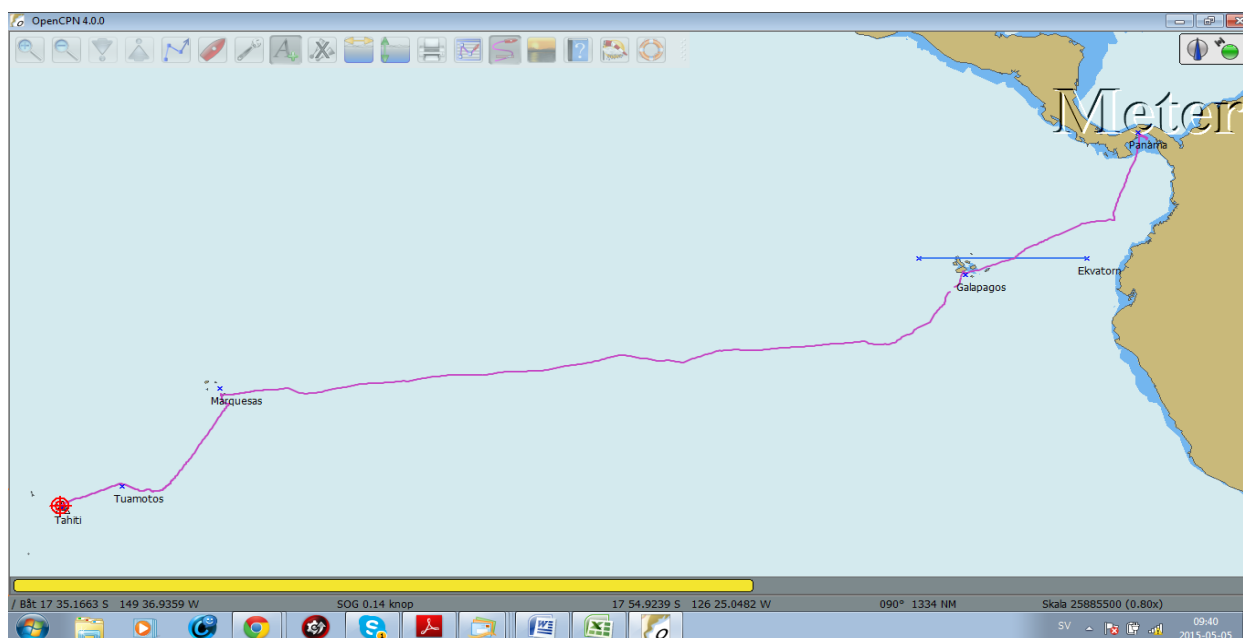 OpenCPN 4.0.0
Meter
Panama
Ekvatorn
Galapagos
Marquesas
Tuamotos
Tahiti
/ Båt 17 35.1663 S 149 36.9359 W SOG 0.14 knop 17 54.9239 S 126 25.0482 W 090° 1334 NM Skala 25885500 (0.80x)
SV 09:40
2015-05-05